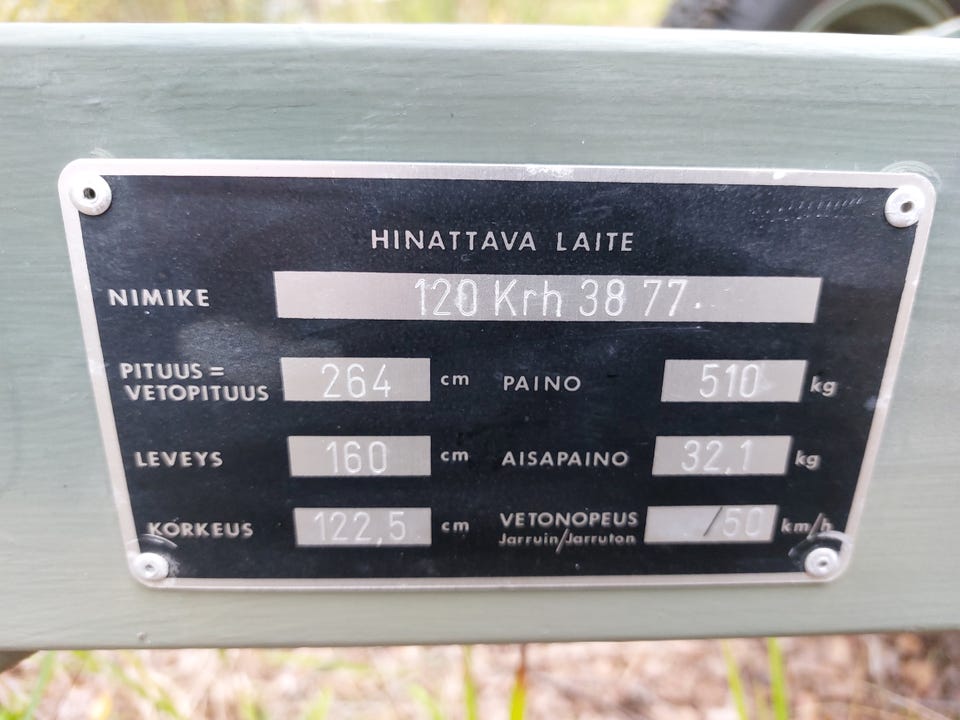 HINATTAVA LAITE
NIMIKE 120 Krh 38 77
PITUUS =
VETOPITUUS 264 cm PAINO 510 kg
LEVEYS 160 cm AISAPAINO 32,1 kg
KORKEUS 122,5 cm VETONOPEUS /50 km/h
Jarruin/Jarruton